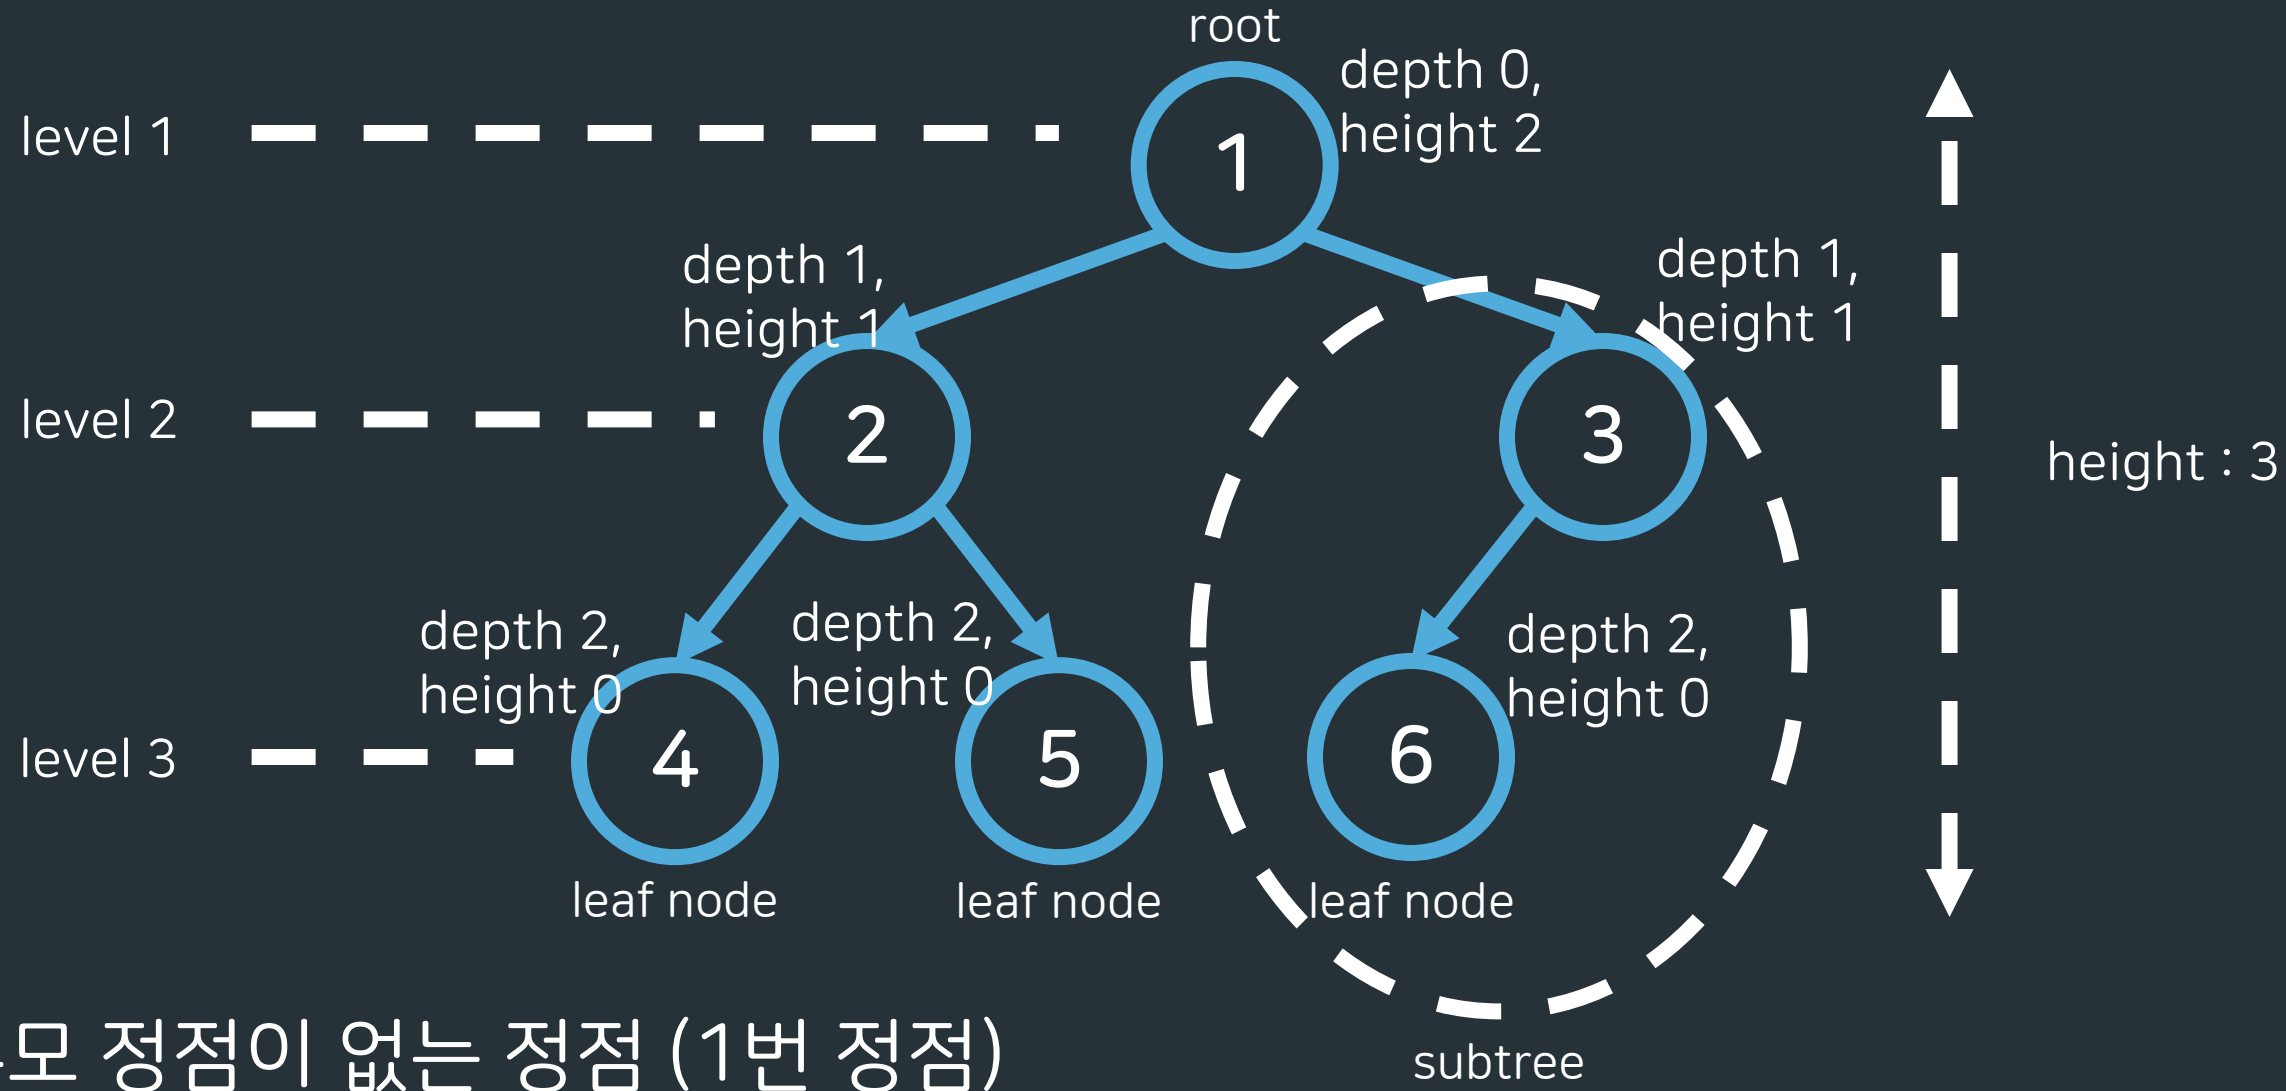 root
depth 0,
height 2
level 1
1
depth 1,
height 1
depth 1,
height 1
level 2
2
3
height : 3
depth 2,
height 0
depth 2,
height 0
depth 2,
height 0
level 3
4
5
6
leaf node
leaf node
leaf node
정점이 없는 정점 (1번 정점)
subtree